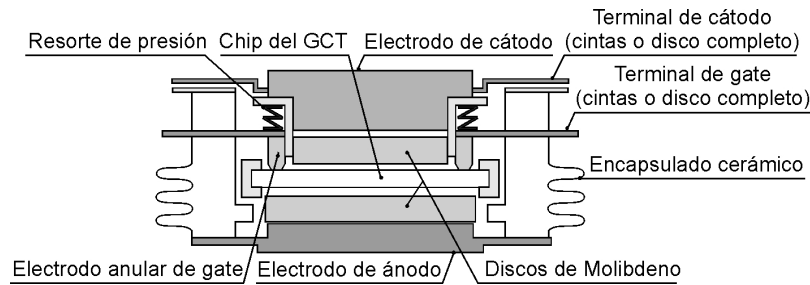 Terminal de cátodo
(cintas o disco completo)
Resorte de presión
Chip del GCT
Electrodo de cátodo
Terminal de gate
(cintas o disco completo)
Encapsulado cerámico
Electrodo anular de gate
Electrodo de ánodo
Discos de Molibdeno